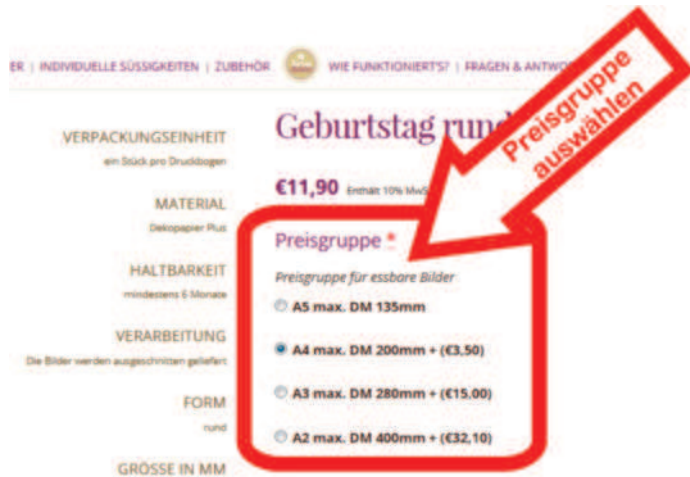 ER | INDIVIDUELLE SÜSSIGKEITEN | ZUBEHÖR
WIE FUNKTIONIERT'S? | FRAGEN & ANTWO
Preisgruppe
auswählen
VERPACKUNGSEINHEIT
ein Stück pro Druckbogen
MATERIAL
Dekopapier Plus
HALTBARKEIT
mindestens 6 Monate
VERARBEITUNG
Die Bilder werden ausgeschnitten geliefert
FORM
rund
GRÖSSE IN MM
Geburtstag rund
€11,90 Enthält 10% MwS
Preisgruppe *
Preisgruppe für essbare Bilder
A5 max. DM 135mm
A4 max. DM 200mm + (€3,50)
A3 max. DM 280mm + (€15,00)
A2 max. DM 400mm + (€32,10)